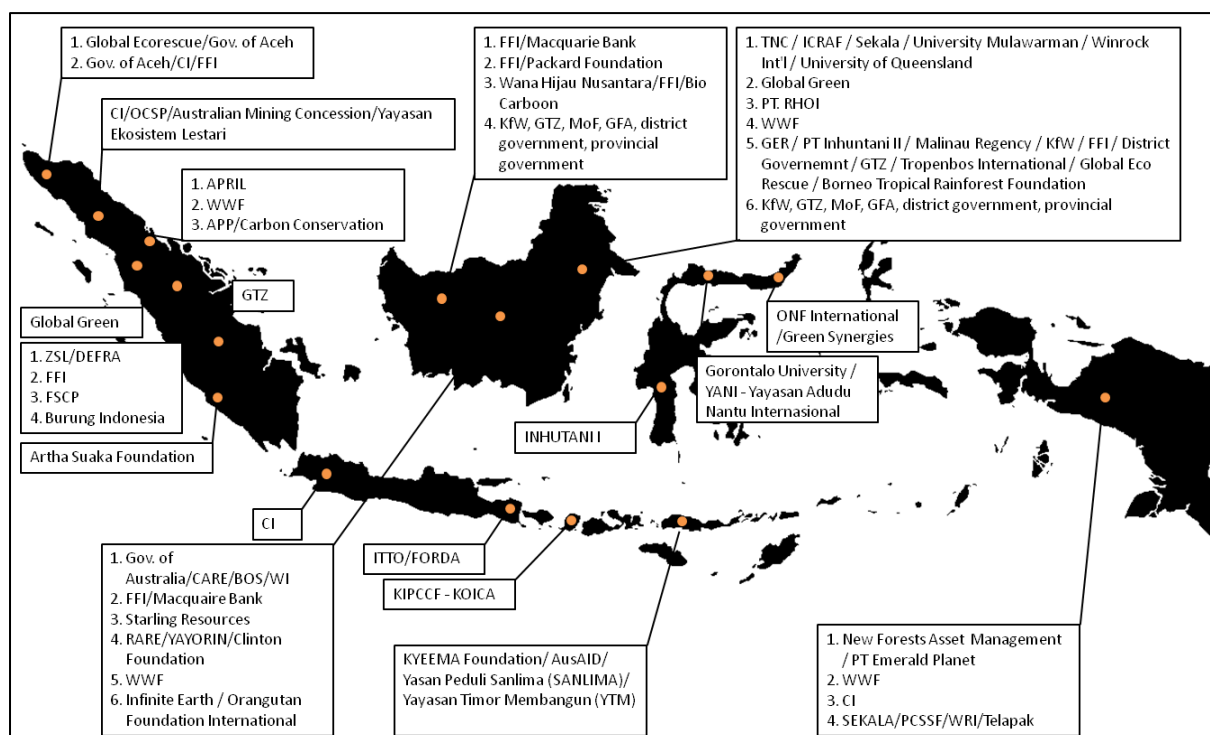 1. Global Ecorescue/Gov. of Aceh
2. Gov. of Aceh/CI/FFI
CI/OCSP/Australian Mining Concession/Yayasan
Ekosistem Lestari
1. APRIL
2. WWF
3. APP/Carbon Conservation
1. FFI/Macquarie Bank
2. FFI/Packard Foundation
3. Wana Hijau Nusantara/FFI/Bio
Carboon
4. KfW, GTZ, MoF, GFA, district
government, provincial
government
1. TNC / ICRAF / Sekala / University Mulawarman / Winrock
Int'l / University of Queensland
2. Global Green
3. PT. RHOI
4. WWF
5. GER / PT Inhuntani II / Malinau Regency / KfW / FFI / District
Governemnt / GTZ / Tropenbos International / Global Eco
Rescue / Borneo Tropical Rainforest Foundation
6. KfW, GTZ, MoF, GFA, district government, provincial
government
GTZ
Global Green
1. ZSL/DEFRA
2. FFI
3. FSCP
4. Burung Indonesia
Artha Suaka Foundation
ONF International
/Green Synergies
Gorontalo University /
YANI - Yayasan Adudu
Nantu Internasional
INHUTANI I
CI
ITTO/FORDA
KIPCCF - KOICA
1. Gov. of
Australia/CARE/BOS/WI
2. FFI/Macquaire Bank
3. Starling Resources
4. RARE/YAYORIN/Clinton
Foundation
5. WWF
6. Infinite Earth / Orangutan
Foundation International
KYEEMA Foundation/ AusAID/
Yasan Peduli Sanlima (SANLIMA)/
Yayasan Timor Membangun (YTM)
1. New Forests Asset Management
/ PT Emerald Planet
2. WWF
3. CI
4. SEKALA/PCSSF/WRI/Telapak